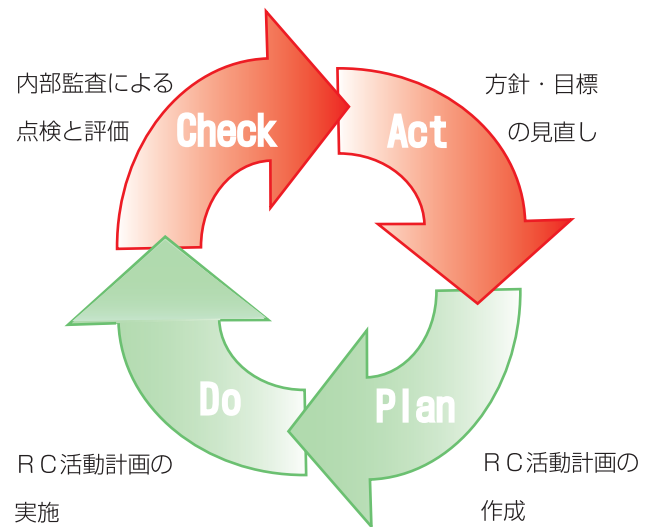 内部監査による
点検と評価
Check
Act
方針・目標
の見直し
Do
Plan
ＲＣ活動計画の
実施
ＲＣ活動計画の
作成